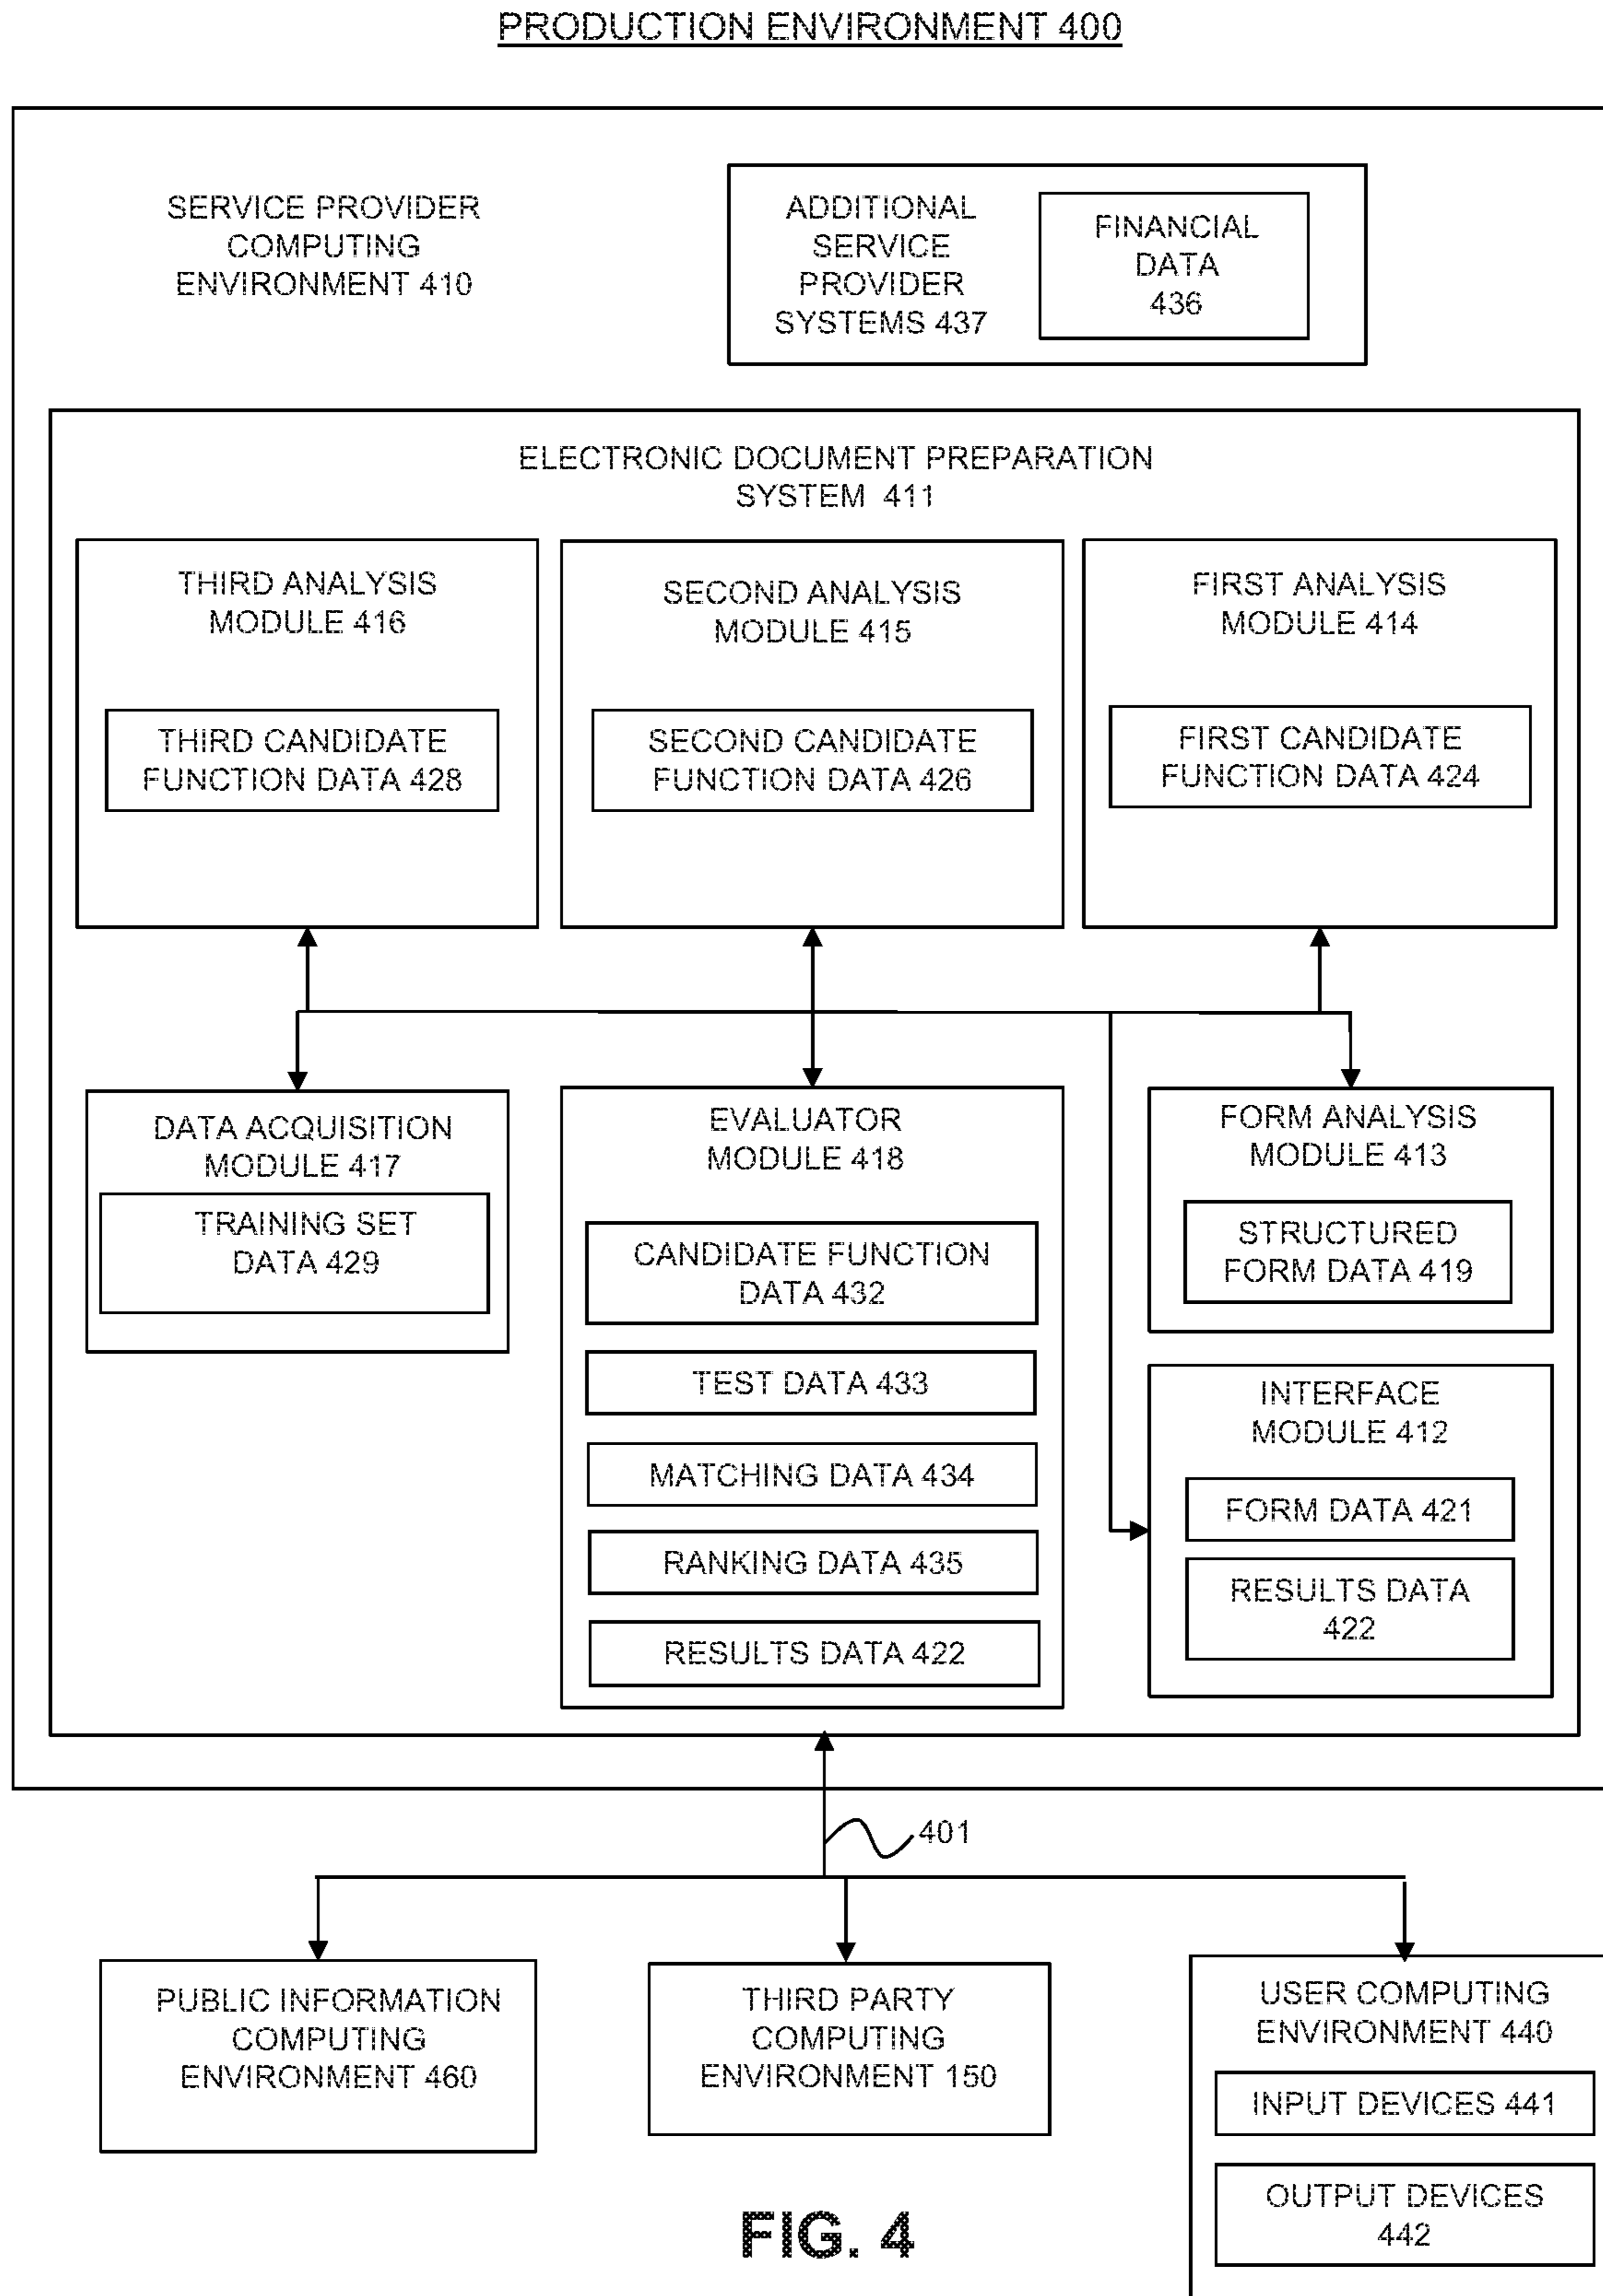 PRODUCTION ENVIRONMENT 400
SERVICE PROVIDER
COMPUTING
ENVIRONMENT 410
ADDITIONAL
SERVICE
PROVIDER
SYSTEMS 437
FINANCIAL
DATA
436
ELECTRONIC DOCUMENT PREPARATION
SYSTEM 411
THIRD ANALYSIS
MODULE 416
THIRD CANDIDATE
FUNCTION DATA 428
SECOND ANALYSIS
MODULE 415
SECOND CANDIDATE
FUNCTION DATA 426
FIRST ANALYSIS
MODULE 414
FIRST CANDIDATE
FUNCTION DATA 424
DATA ACQUISITION
MODULE 417
TRAINING SET
DATA 429
EVALUATOR
MODULE 418
CANDIDATE FUNCTION
DATA 432
TEST DATA 433
MATCHING DATA 434
RANKING DATA 435
RESULTS DATA 422
FORM ANALYSIS
MODULE 413
STRUCTURED
FORM DATA 419
INTERFACE
MODULE 412
FORM DATA 421
RESULTS DATA
422
401
PUBLIC INFORMATION
COMPUTING
ENVIRONMENT 460
THIRD PARTY
COMPUTING
ENVIRONMENT 150
USER COMPUTING
ENVIRONMENT 440
INPUT DEVICES 441
OUTPUT DEVICES
442
FIG. 4